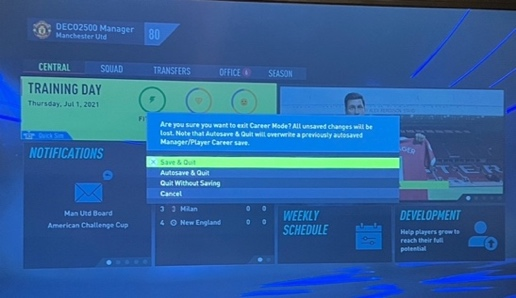 DECO2500 Manager
Manchester Utd
80
CENTRAL
SQUAD
TRANSFERS
OFFICE
SEASON
TRAINING DAY
Thursday, Jul 1, 2021
Quick Sim
Are you sure you want to exit Career Mode? All unsaved changes will be
lost. Note that Autosave & Quit will overwrite a previously autosaved
Manager/Player Career save.
Save & Quit
Autosave & Quit
Quit Without Saving
Cancel
NOTIFICATIONS
Man Utd Board
American Challenge Cup
3 3 Milan 0 0
4 New England 0 0
WEEKLY
SCHEDULE
DEVELOPMENT
Help players grow to
reach their full
potential